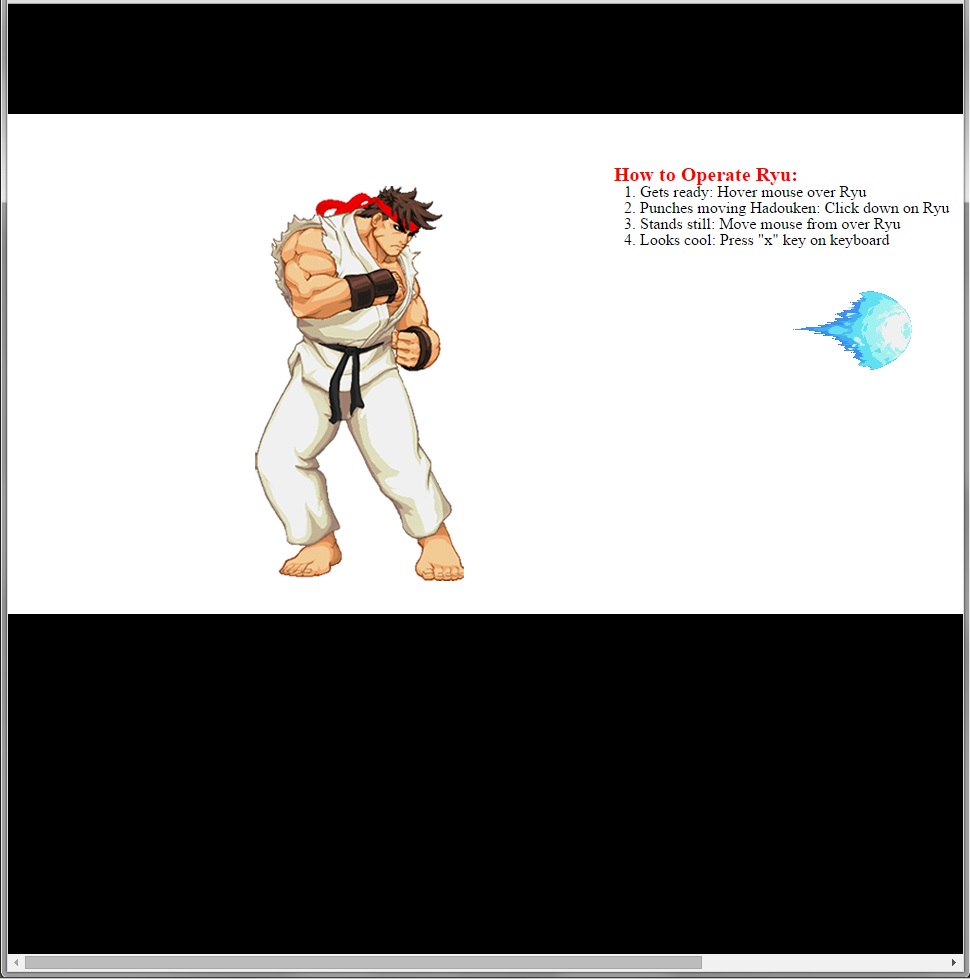 How to Operate Ryu:
1. Gets ready: Hover mouse over Ryu
2. Punches moving Hadouken: Click down on Ryu
3. Stands still: Move mouse from over Ryu
4. Looks cool: Press "x" key on keyboard